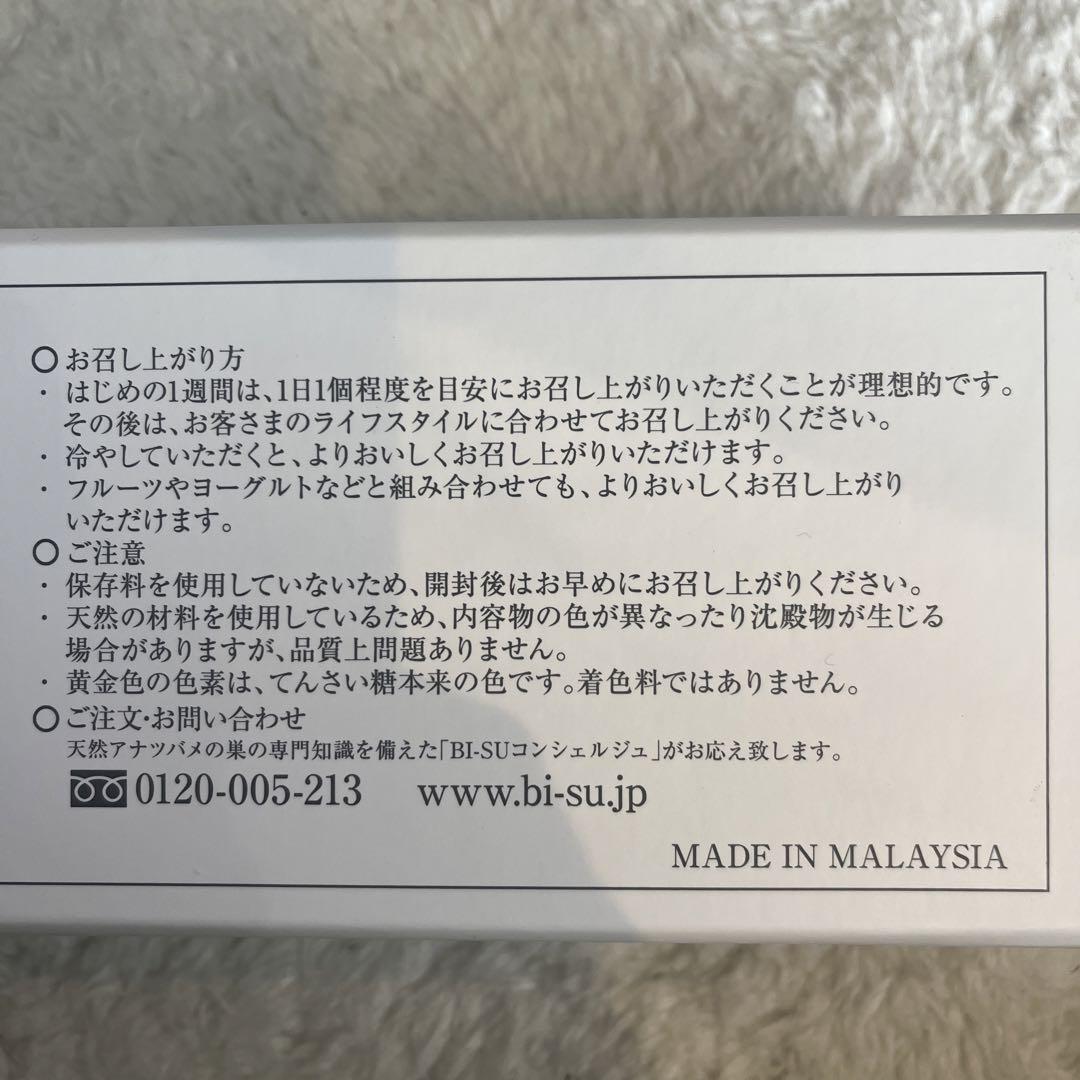 ○お召し上がり方
・はじめの1週間は、1日1個程度を目安にお召し上がりいただくことが理想的です。
その後は、お客さまのライフスタイルに合わせてお召し上がりください。
・冷やしていただくと、よりおいしくお召し上がりいただけます。
・フルーツやヨーグルトなどと組み合わせても、よりおいしくお召し上がり
いただけます。
○ご注意
・保存料を使用していないため、開封後はお早めにお召し上がりください。
・天然の材料を使用しているため、内容物の色が異なったり沈殿物が生じる
場合がありますが、品質上問題ありません。
・黄金色の色素は、てんさい糖本来の色です。着色料ではありません。
○ご注文・お問い合わせ
天然アナツバメの巣の専門知識を備えた「BI-SUコンシェルジュ」がお応え致します。
0120-005-213 www.bi-su.jp
MADE IN MALAYSIA